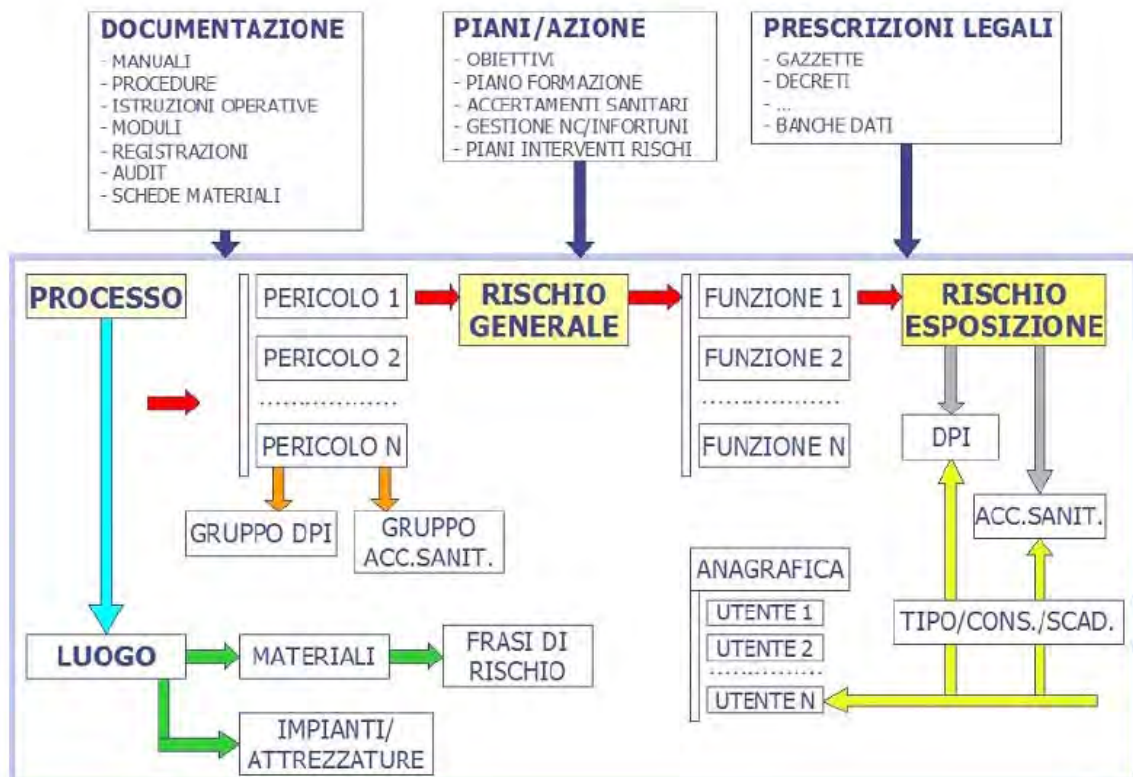 DOCUMENTAZIONE
- MANUALI
- PROCEDURE
- ISTRUZIONI OPERATIVE
- MODULI
- REGISTRAZIONI
- AUDIT
- SCHEDE MATERIALI
PIANI/AZIONE
- OBIETTIVI
- PIANO FORMAZIONE
- ACCERTAMENTI SANITARI
- GESTIONE NC/INFORTUNI
- PIANI INTERVENTI RISCHI
PRESCRIZIONI LEGALI
- GAZZETTE
- DECRETI
- ...
- BANCHE DATI
PROCESSO
PERICOLO 1
PERICOLO 2
...................
PERICOLO N
RISCHIO
GENERALE
FUNZIONE 1
FUNZIONE 2
...................
FUNZIONE N
RISCHIO
ESPOSIZIONE
DPI
ACC.SANIT.
GRUPPO DPI
GRUPPO
ACC.SANIT.
ANAGRAFICA
UTENTE 1
UTENTE 2
...................
UTENTE N
TIPO/CONS./SCAD.
LUOGO
MATERIALI
FRASI DI
RISCHIO
IMPIANTI/
ATTREZZATURE